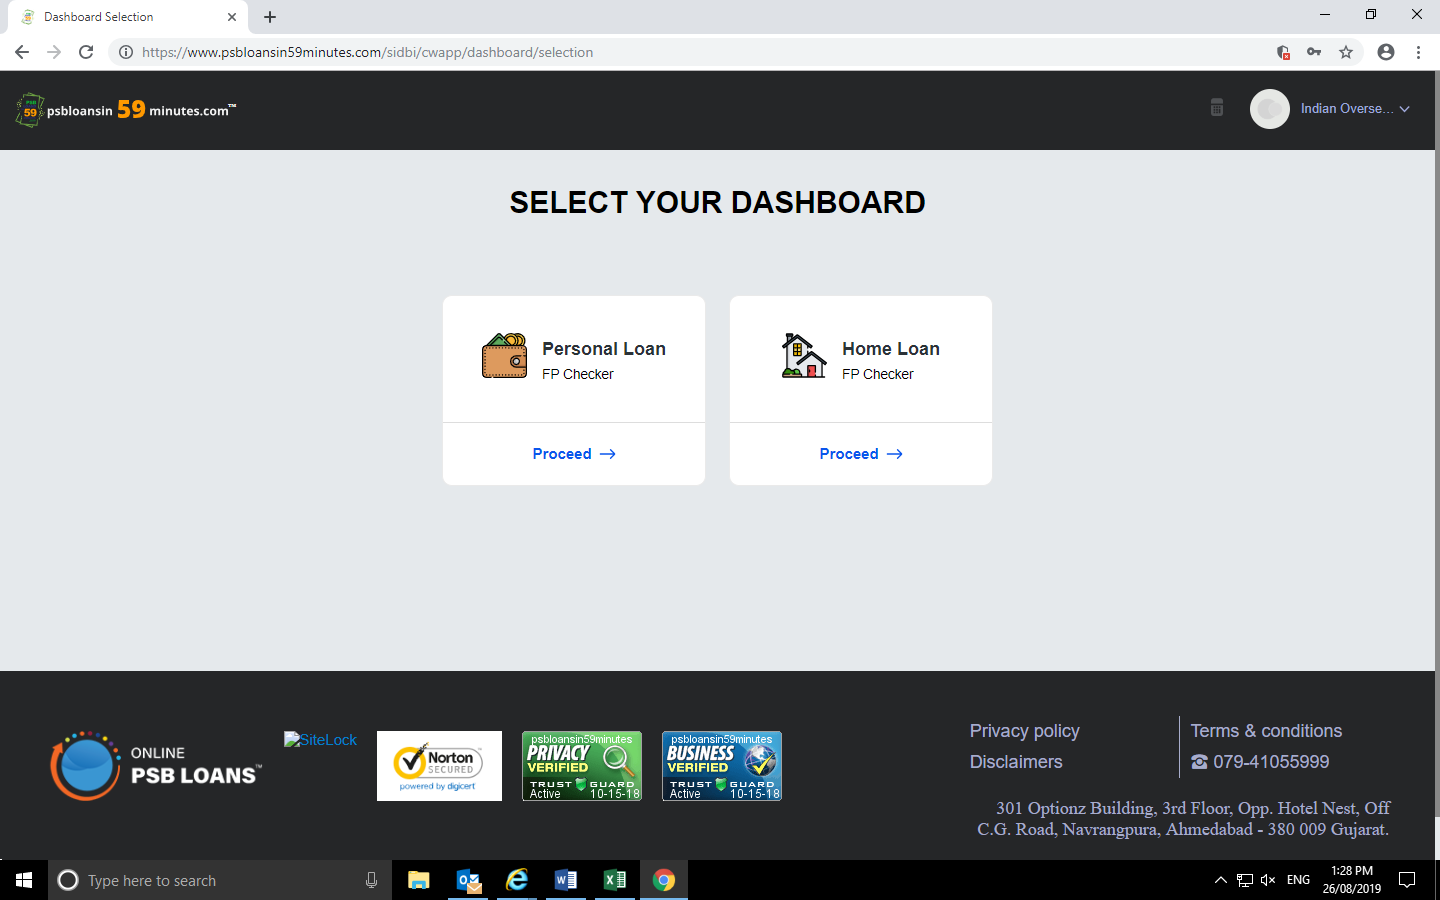 Dashboard Selection
https://www.psbloansin59minutes.com/sidbi/cwapp/dashboard/selection
PSB
59
psbloansin 59 minutes.com™
Indian Overse...
SELECT YOUR DASHBOARD
Personal Loan
FP Checker
Proceed
Home Loan
FP Checker
Proceed
ONLINE
PSB LOANS™
SiteLock
Norton
SECURED
powered by digicert
psbloansin59minutes
PRIVACY
VERIFIED
TRUST GUARD
Active 10-15-18
psbloansin59minutes
BUSINESS
VERIFIED
TRUST GUARD
Active 10-15-18
Privacy policy
Disclaimers
Terms & conditions
079-41055999
301 Optionz Building, 3rd Floor, Opp. Hotel Nest, Off
C.G. Road, Navrangpura, Ahmedabad - 380 009 Gujarat.
Type here to search
ENG
1:28 PM
26/08/2019